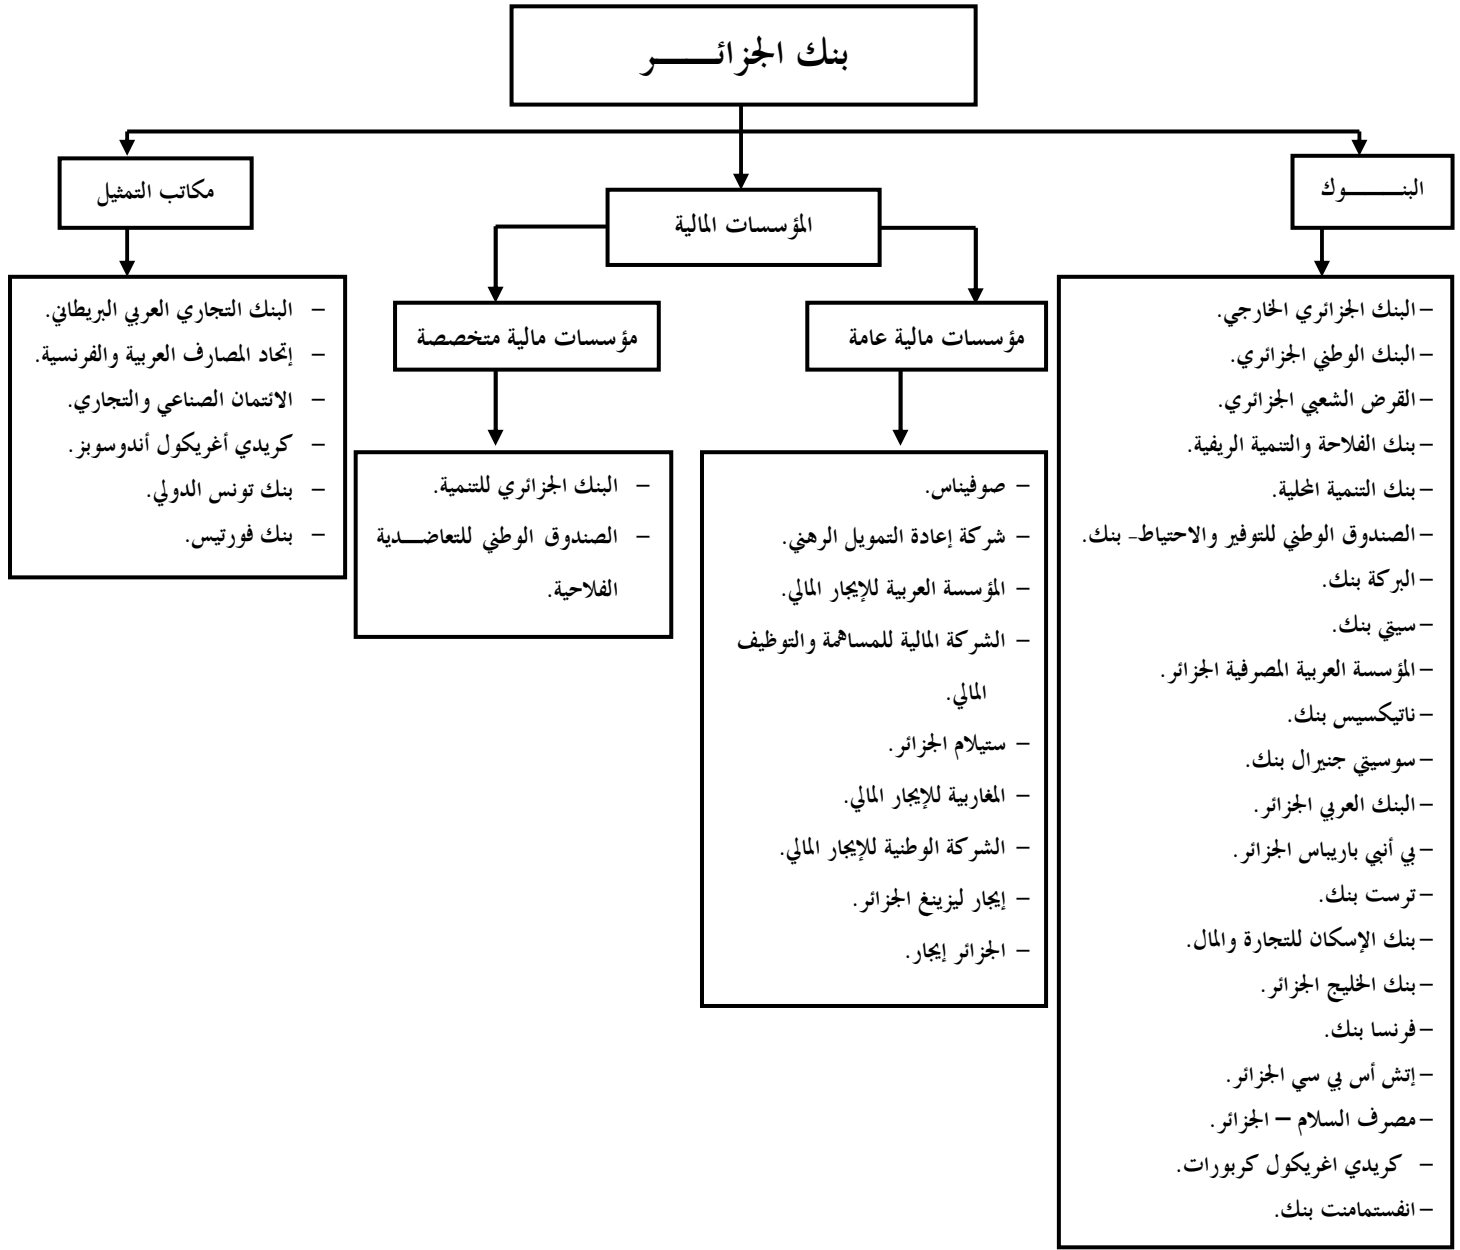 بنك الجزائـــــر
البنـــــوك
المؤسسات المالية
مكاتب التمثيل
–البنك الجزائري الخارجي.
–البنك الوطني الجزائري.
–القرض الشعبي الجزائري.
–بنك الفلاحة والتنمية الريفية.
–بنك التنمية المحلية.
–الصندوق الوطني للتوفير والاحتياط- بنك.
–البركة بنك.
–سيتي بنك.
–المؤسسة العربية المصرفية الجزائر.
–ناتيكسيس بنك.
–سوسيتي جنيرال بنك.
–البنك العربي الجزائر.
–بي أنبي باريباس الجزائر.
–ترست بنك.
–بنك الإسكان للتجارة والمال.
–بنك الخليج الجزائر.
–فرنسا بنك.
–إتش أس بي سي الجزائر.
–مصرف السلام – الجزائر.
– كريدي اغريكول كربورات.
–انفستمامنت بنك.
مؤسسات مالية عامة
– صوفيناس.
– شركة إعادة التمويل الرهني.
– المؤسسة العربية للإيجار المالي.
– الشركة المالية للمساهمة والتوظيف
المالي.
– ستيلام الجزائر.
– المغاربية للإيجار المالي.
– الشركة الوطنية للإيجار المالي.
– إيجار ليزينغ الجزائر.
– الجزائر إيجار.
مؤسسات مالية متخصصة
– البنك الجزائري للتنمية.
– الصندوق الوطني للتعاضـــدية
الفلاحية.
– البنك التجاري العربي البريطاني.
– إتحاد المصارف العربية والفرنسية.
– الائتمان الصناعي والتجاري.
– كريدي أغريكول أندوسوبز.
– بنك تونس الدولي.
– بنك فورتيس.